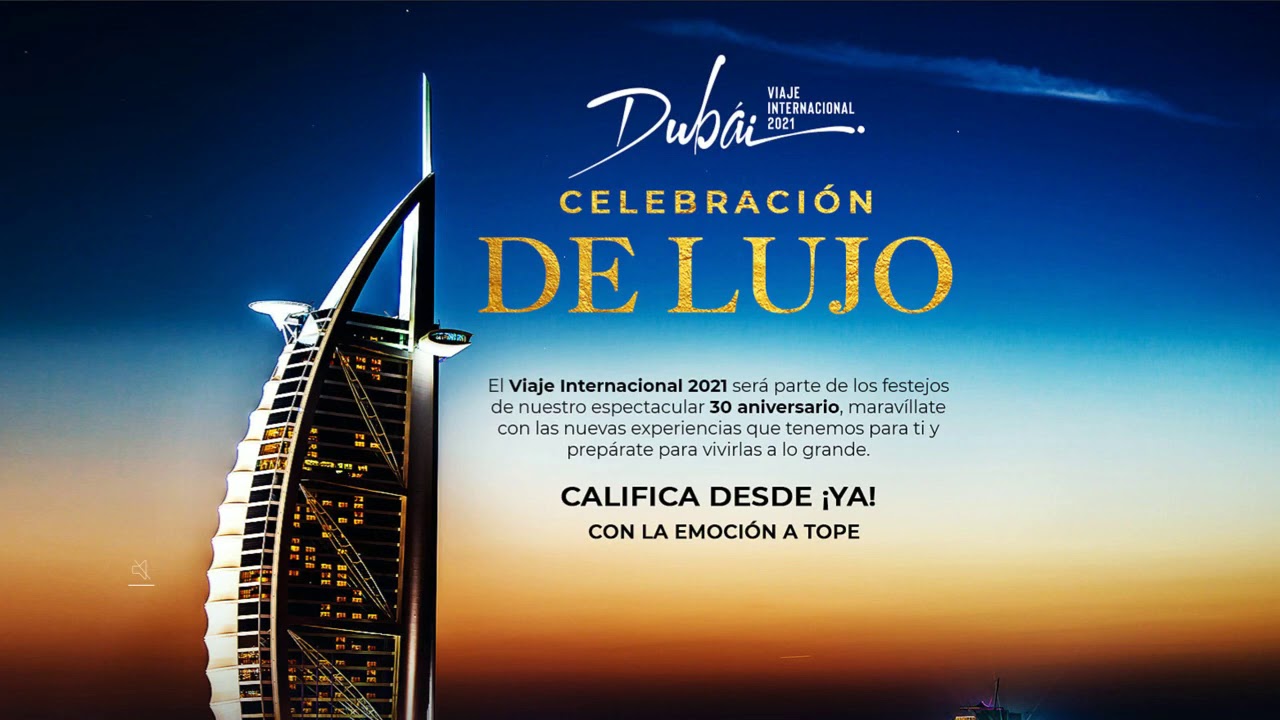 Dubái
VIAJE
INTERNACIONAL
2021
CELEBRACIÓN
DE LUJO
El Viaje Internacional 2021 será parte de los festejos
de nuestro espectacular 30 aniversario, maravíllate
con las nuevas experiencias que tenemos para ti y
prepárate para vivirlas a lo grande.
CALIFICA DESDE ¡YA!
CON LA EMOCIÓN A TOPE